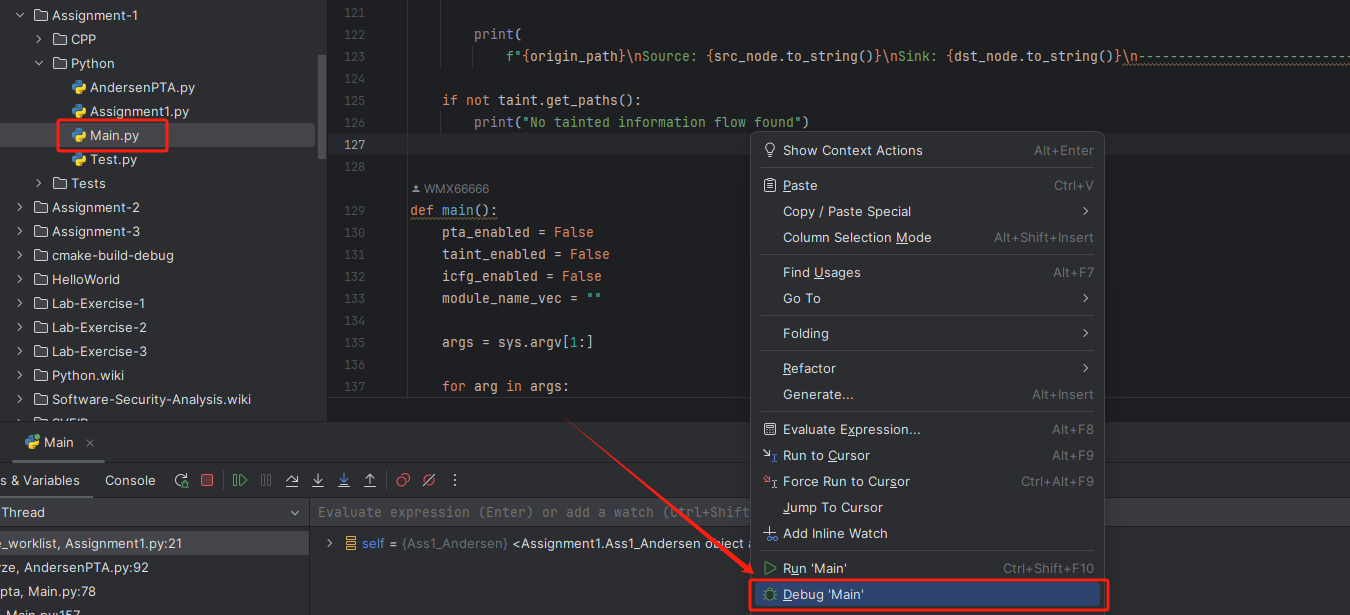 Assignment-1
CPP
Python
AndersenPTA.py
Assignment1.py
Main.py
Test.py
Tests
Assignment-2
Assignment-3
cmake-build-debug
HelloWorld
Lab-Exercise-1
Lab-Exercise-2
Lab-Exercise-3
Python.wiki
Software-Security-Analysis.wiki
121
122 print(
123 f"{origin_path}\nSource: {src_node.to_string()}\nSink: {dst_node.to_string()}\n----------------------------
124
125 if not taint.get_paths():
126 print("No tainted information flow found")
127
128
WMX66666
129 def main():
130 pta_enabled = False
131 taint_enabled = False
132 icfg_enabled = False
133 module_name_vec = ""
134
135 args = sys.argv[1:]
136
137 for arg in args:
Show Context Actions Alt+Enter
Paste Ctrl+V
Copy / Paste Special
Column Selection Mode Alt+Shift+Insert
Find Usages Alt+F7
Go To
Folding
Refactor
Generate... Alt+Insert
Evaluate Expression... Alt+F8
Run to Cursor Alt+F9
Force Run to Cursor Ctrl+Alt+F9
Jump To Cursor
Add Inline Watch
Run 'Main' Ctrl+Shift+F10
Debug 'Main'
Main
s & Variables Console
Thread
Evaluate expression (Enter) or add a watch (Ctrl+Shift
e_worklist, Assignment1.py:21
self = {Ass1_Andersen} <Assignment1.Ass1_Andersen object a
ze, AndersenPTA.py:92
pta, Main.py:78
Main.py:157